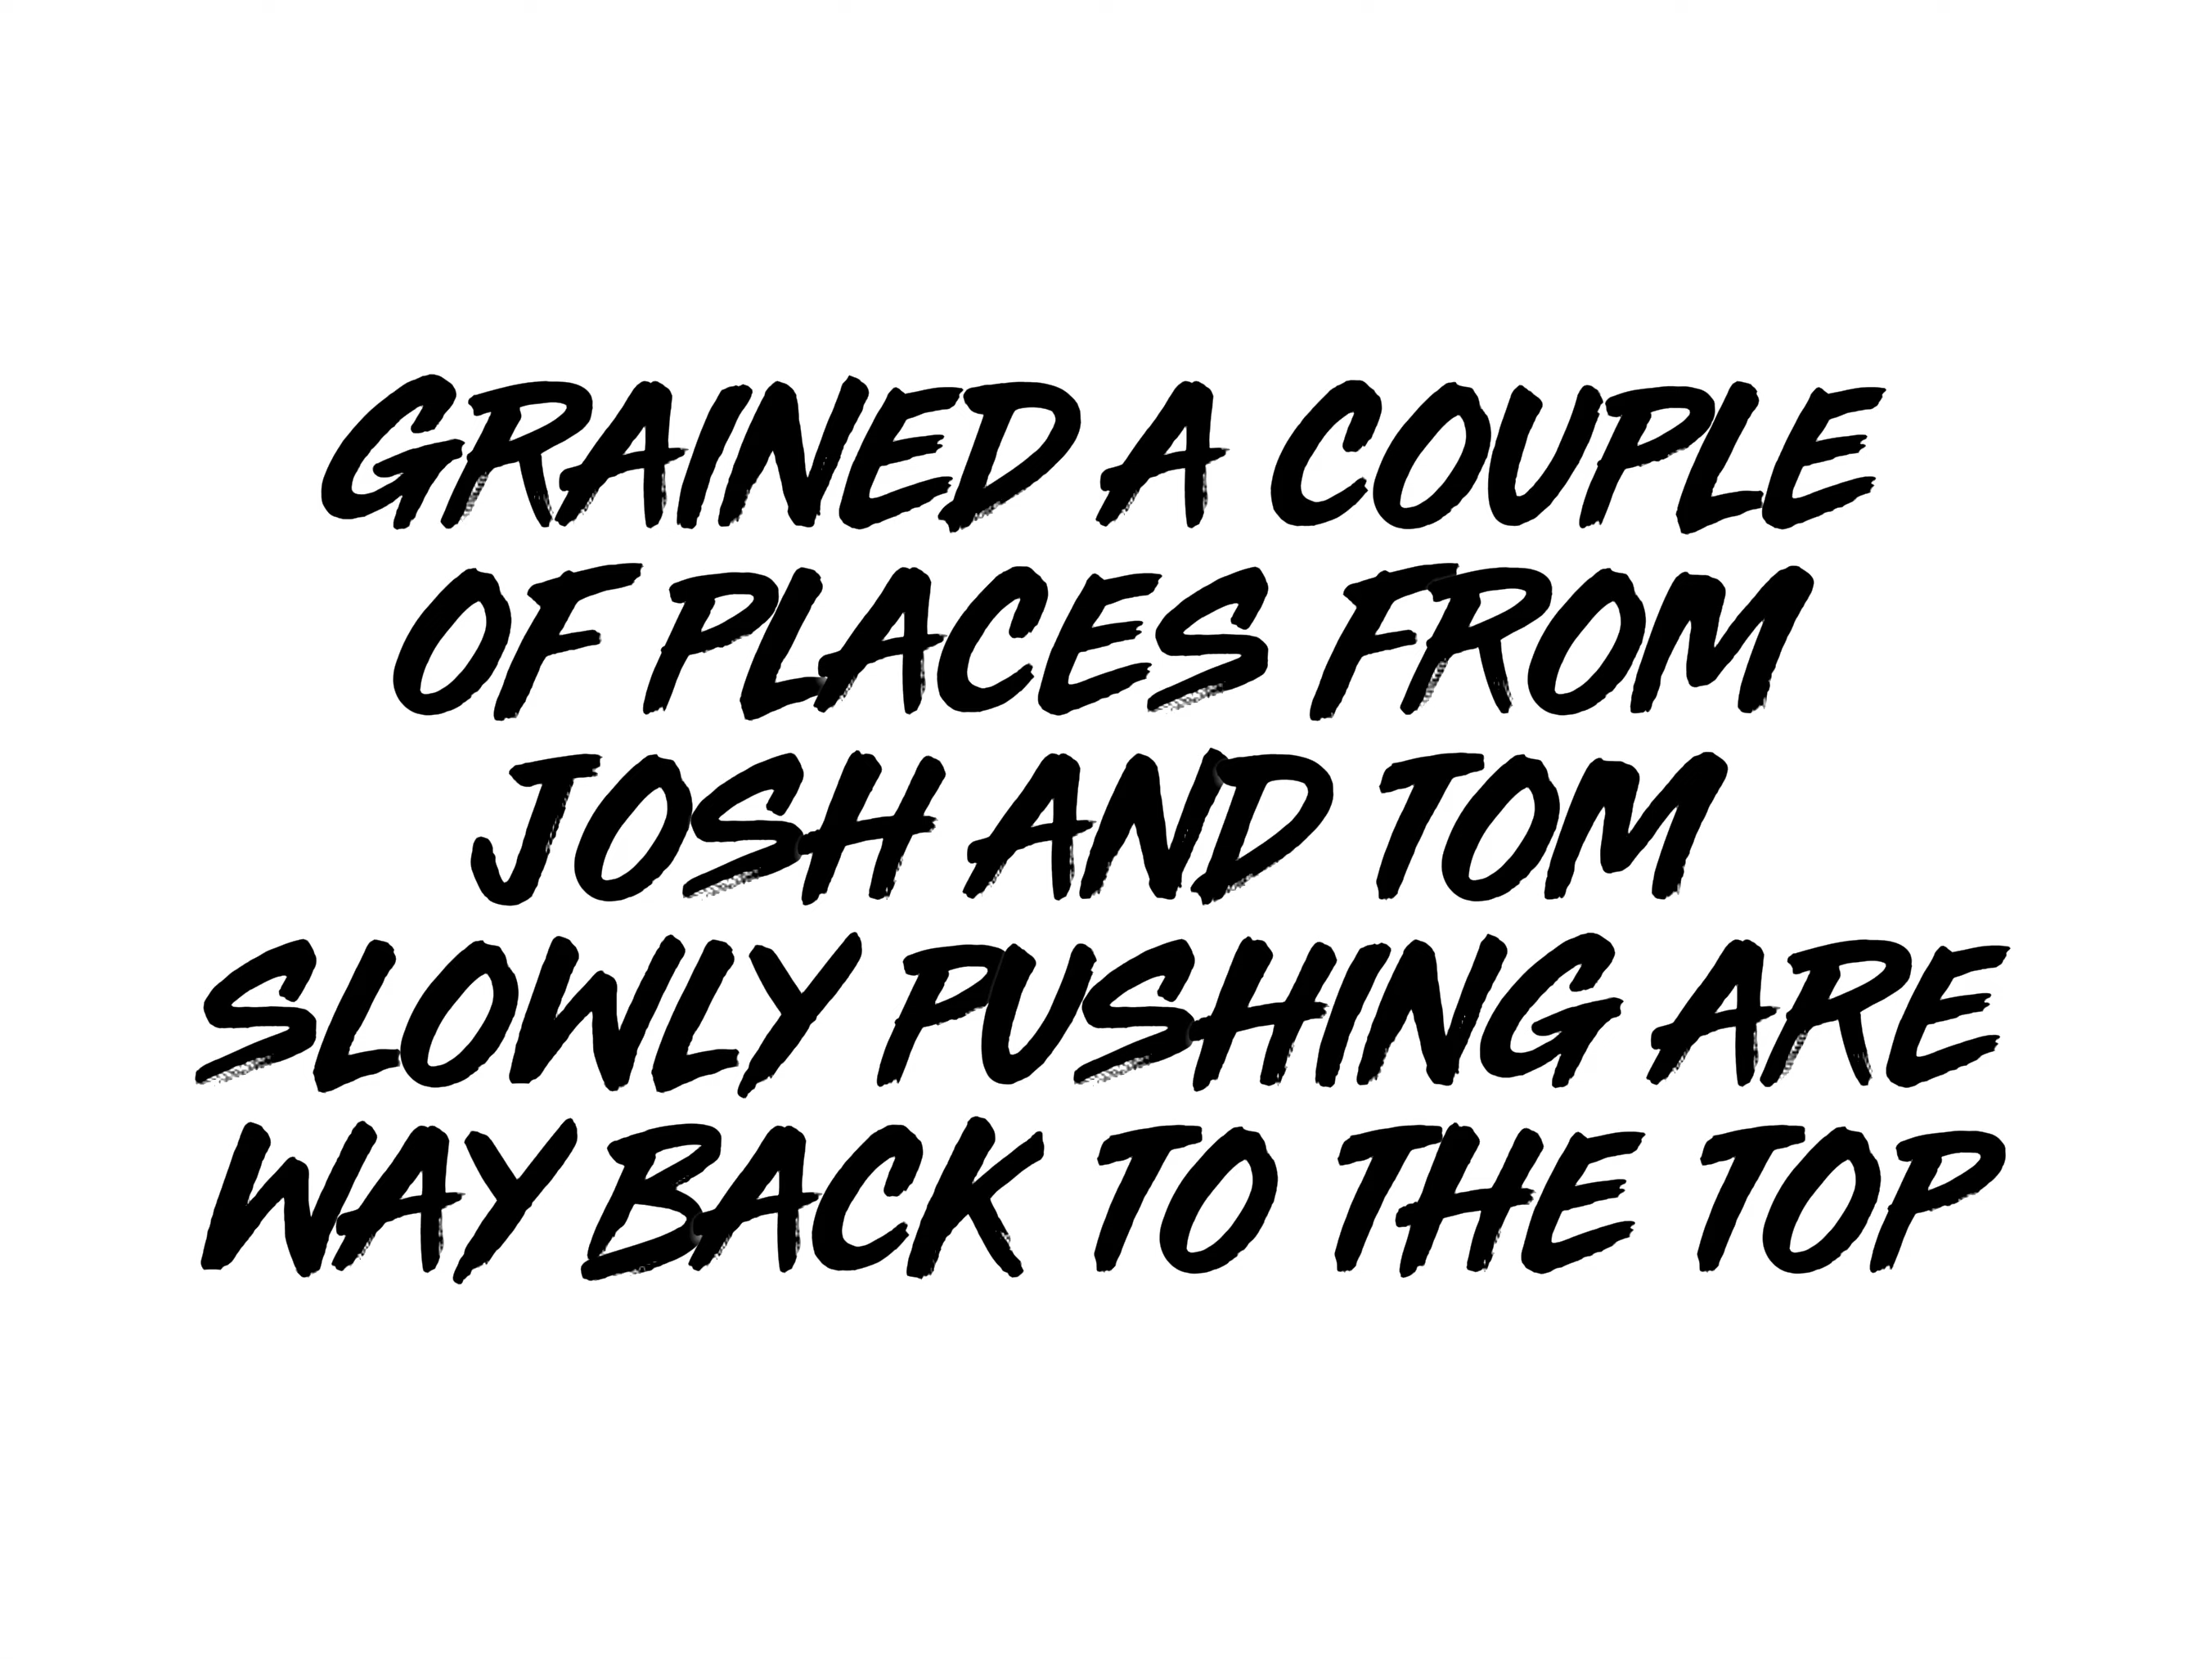 GRAINED A COUPLE
OF PLACES FROM
JOSH AND TOM
SLOWLY PUSHING ARE
WAY BACK TO THE TOP